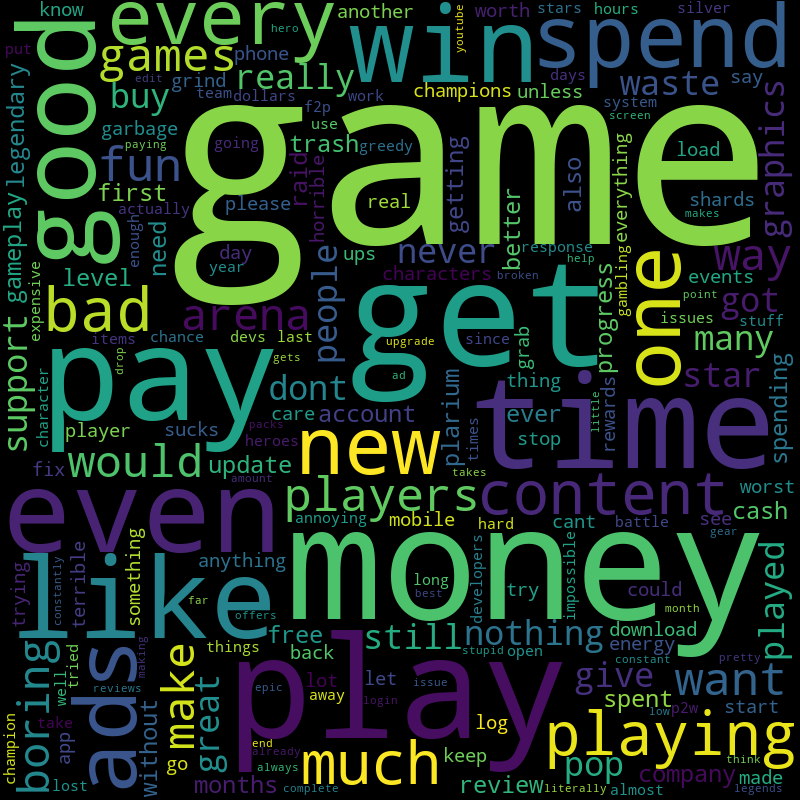 know
another
youtube
worth
stars
hours
silver
put
hero
every
win
spend
games
phone
edit
grind
really
good
team
dollars
f2p
work
champions
unless
waste
system
say
days
screen
buy
legendary
garbage
paying
use
trash
greedy
game
load
graphics
fun
going
real
raid
horrible
getting
also
gambling
everything
first
actually
please
shards
makes
gameplay
enough
need
day
year
ups
people
never
better
response
help
way
level
expensive
characters
broken
progress
one
events
point
bad
items
arena
get
got
issues
stuff
support
chance
devs
last
upgrade
grab
many
pay
drop
gets
ad
thing
little
star
character
dont
care
account
plarium
ever
rewards
time
spending
player
sucks
heroes
packs
times
stop
new
fix
would
update
takes
even
amount
players
content
worst
annoying
mobile
hard
cant
battle
see
cash
gear
trying
constantly
terrible
something
like
anything
money
long
best
developers
try
impossible
could
month
played
far
offers
free
still
nothing
download
things
back
stupid
open
energy
constant
pretty
boring
ads
well
tried
making
make
great
play
lot
let
away
issue
give
want
low
p2w
reviews
without
epic
login
spent
start
champion
take
app
log
playing
end
already
much
keep
pop
company
think
made
lost
go
months
always
complete
review
literally
almost
legends
since